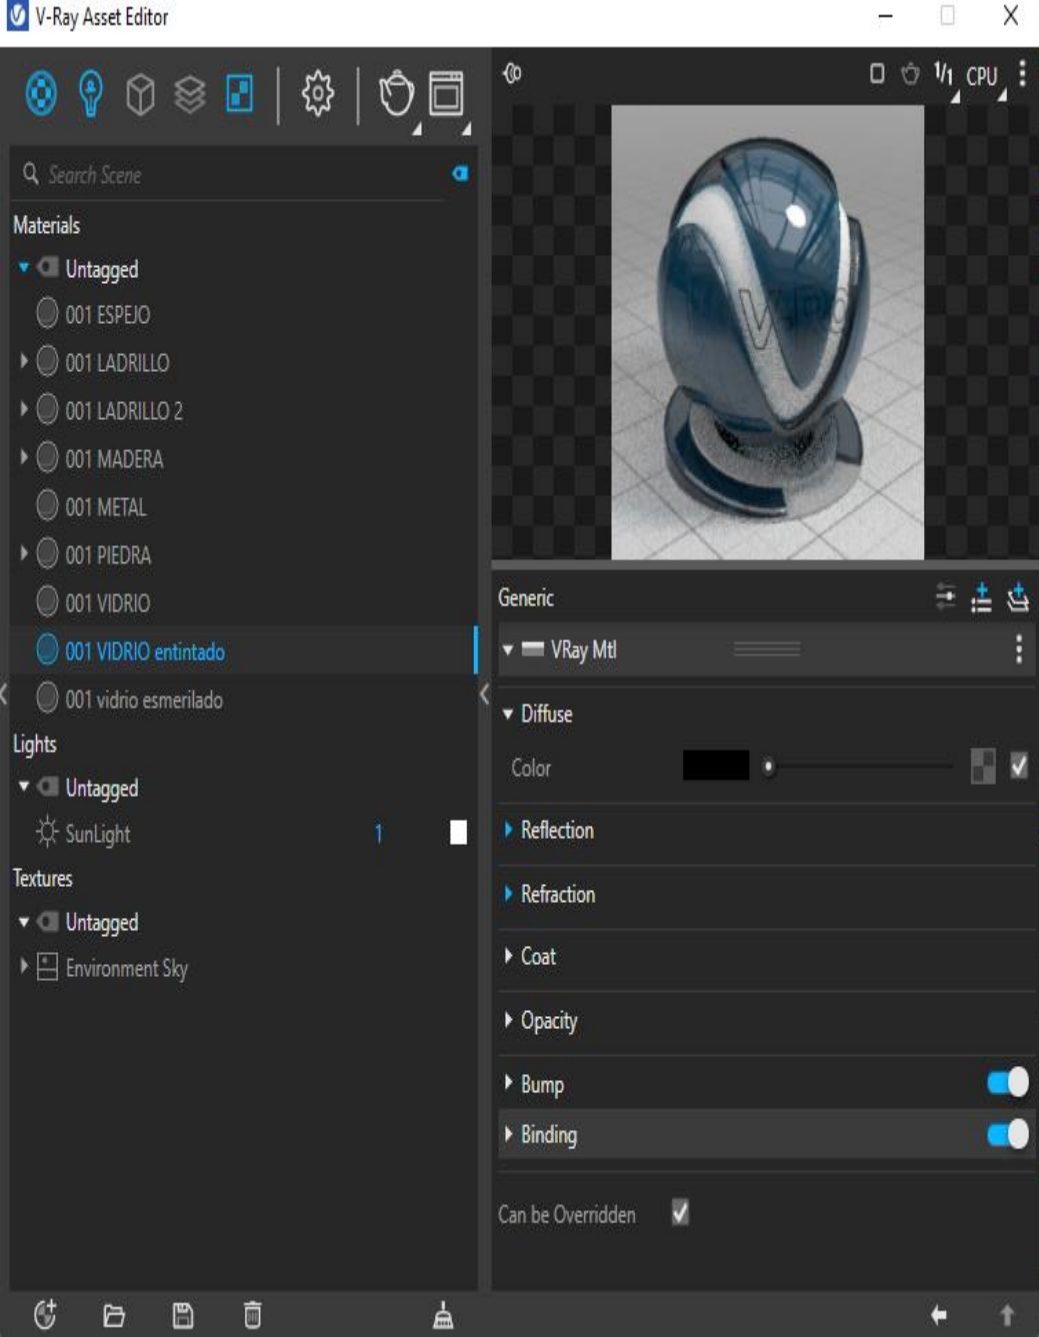 V-Ray Asset Editor
1/1 CPU
Search Scene
Materials
Untagged
001 ESPEJO
001 LADRILLO
001 LADRILLO 2
001 MADERA
001 METAL
001 PIEDRA
001 VIDRIO
001 VIDRIO entintado
001 vidrio esmerilado
Lights
Untagged
SunLight 1
Textures
Untagged
Environment Sky
Generic
VRay Mtl
Diffuse
Color
Reflection
Refraction
Coat
Opacity
Bump
Binding
Can be Overridden